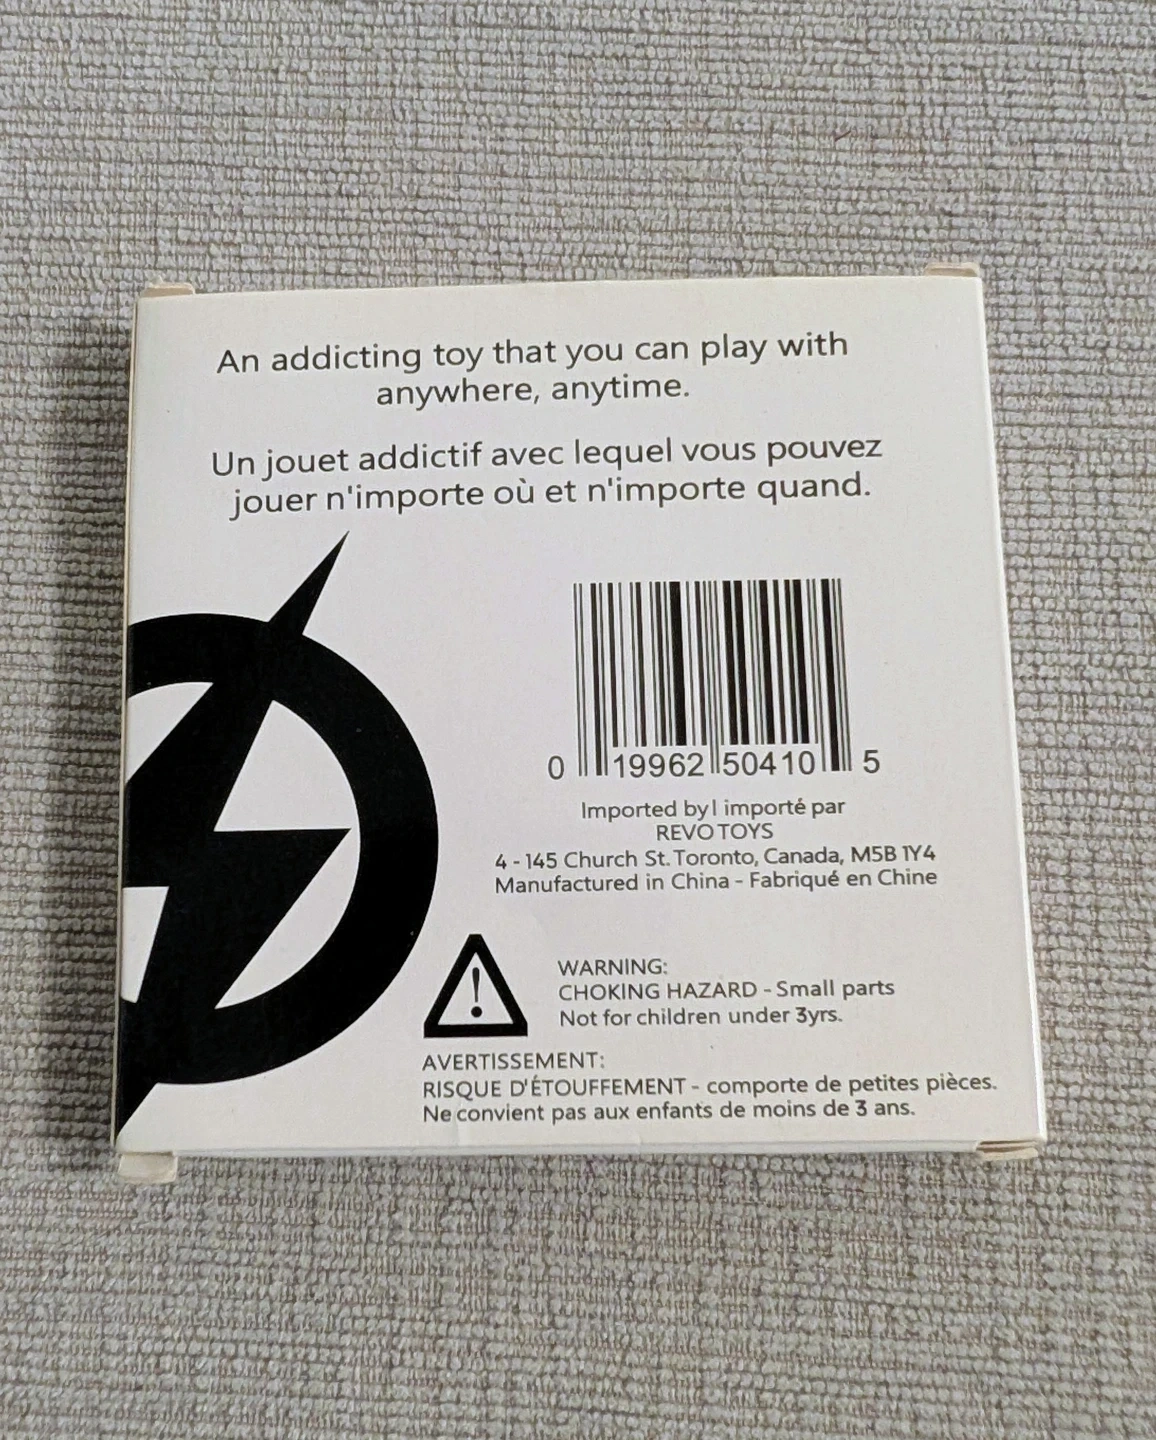 An addicting toy that you can play with
anywhere, anytime.
Un jouet addictif avec lequel vous pouvez
jouer n'importe où et n'importe quand.
0 19962 50410 5
Imported by | importé par
REVO TOYS
4 - 145 Church St. Toronto, Canada, M5B 1Y4
Manufactured in China - Fabriqué en Chine
WARNING:
CHOKING HAZARD - Small parts
Not for children under 3yrs.
AVERTISSEMENT:
RISQUE D'ÉTOUFFEMENT - comporte de petites pièces.
Ne convient pas aux enfants de moins de 3 ans.